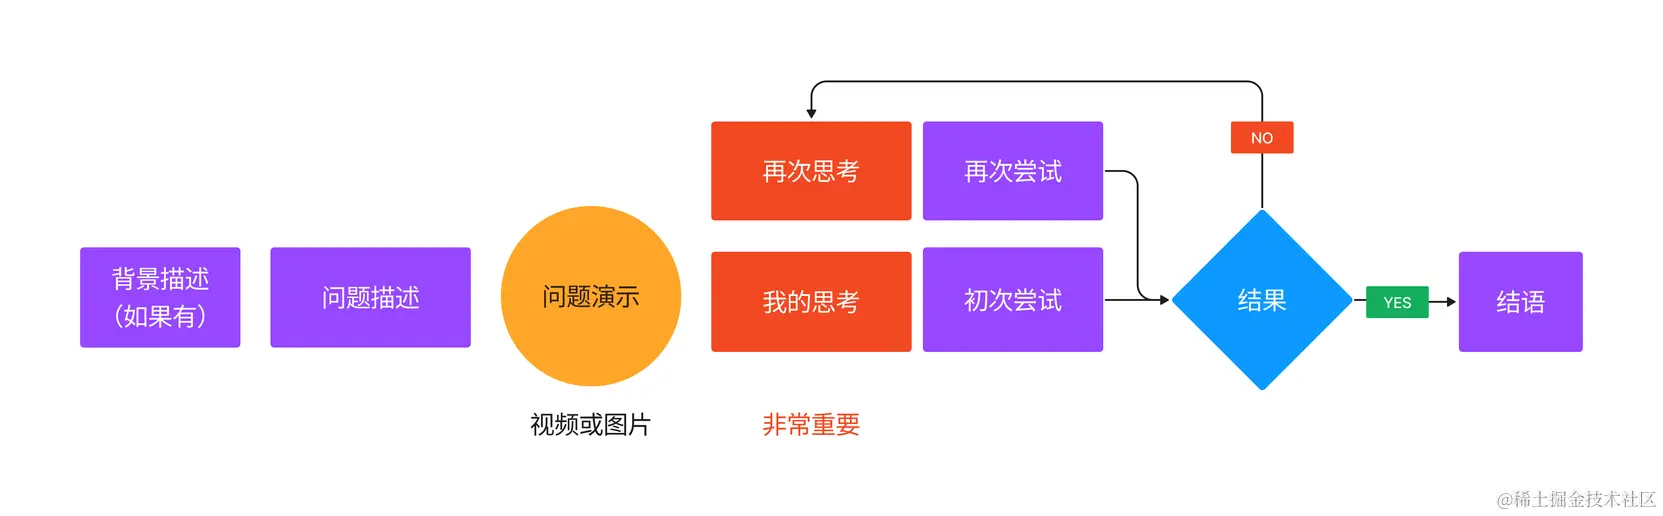 背景描述
（如果有）
问题描述
问题演示
视频或图片
再次思考
再次尝试
我的思考
初次尝试
非常重要
NO
结果
YES
结语
@稀土掘金技术社区